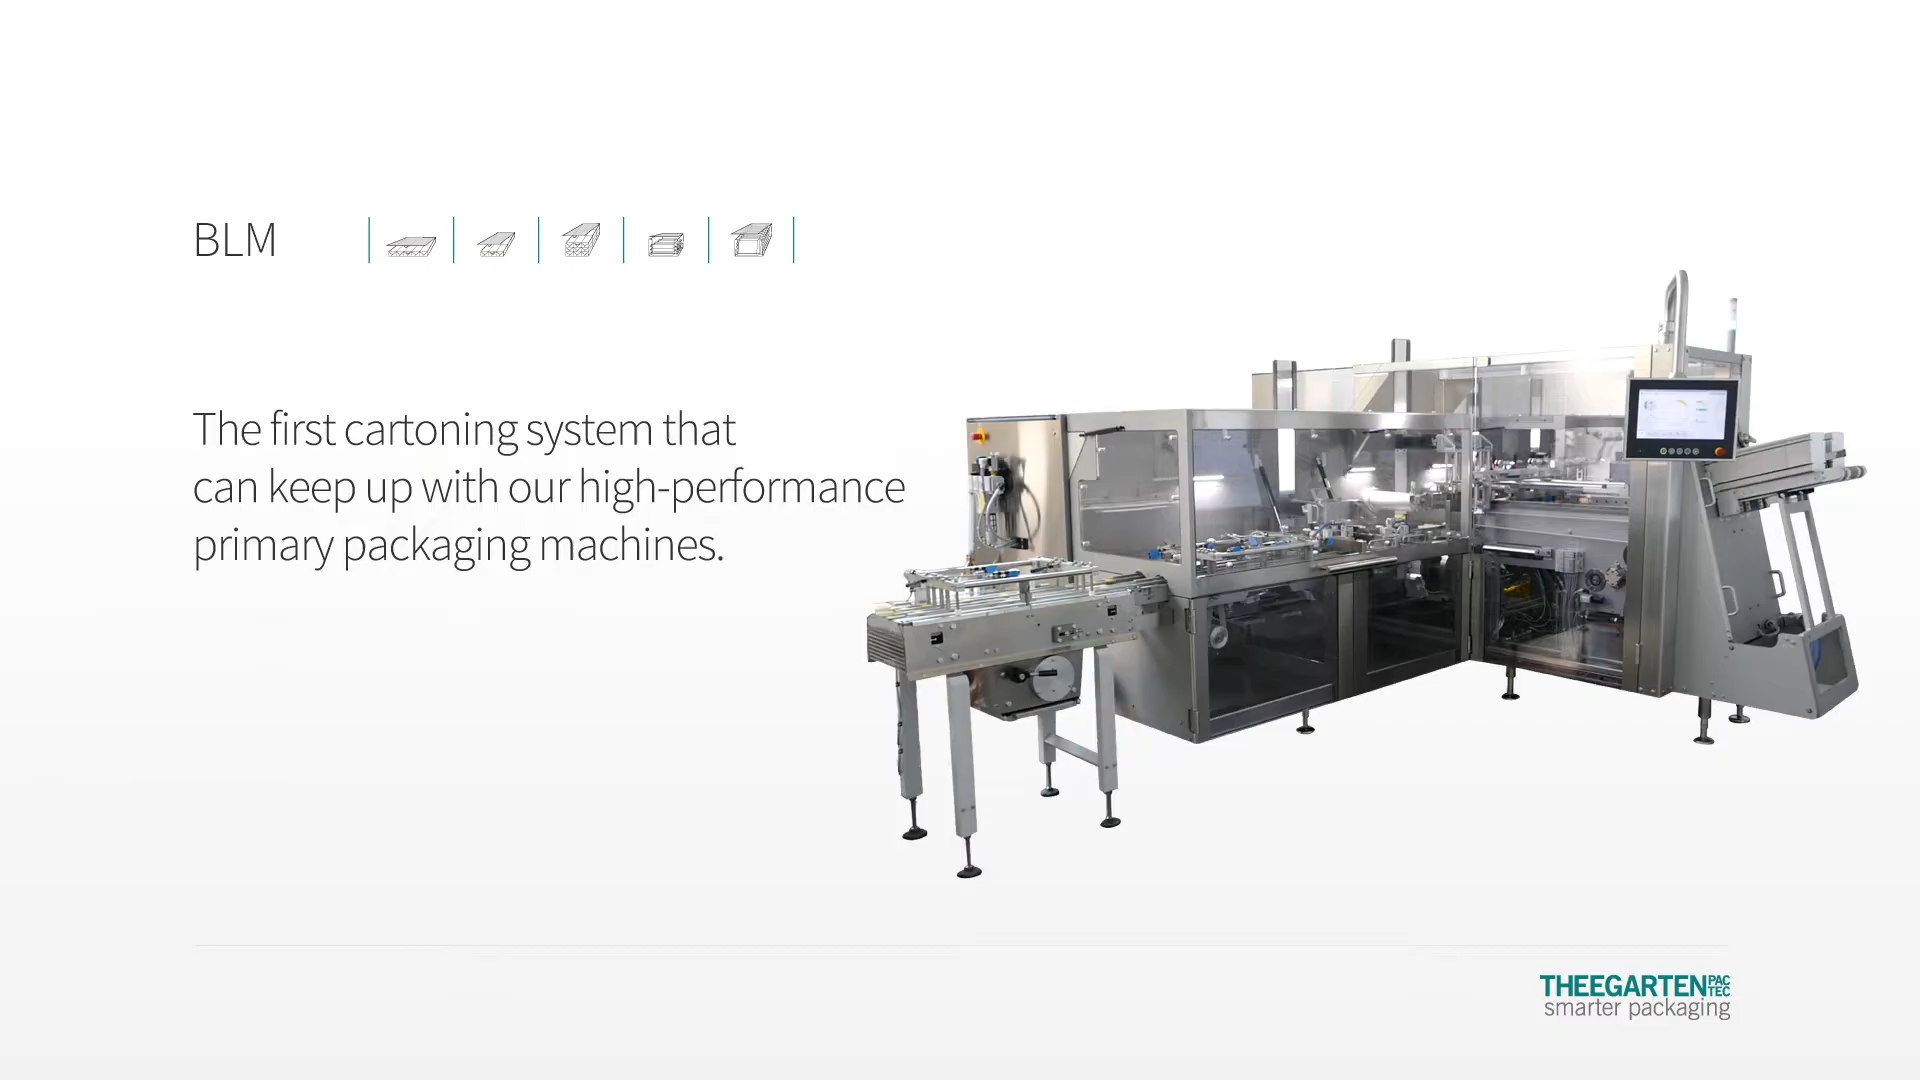 BLM
The first cartoning system that
can keep up with our high-performance
primary packaging machines.
THEEGARTEN PAC TEC
smarter packaging